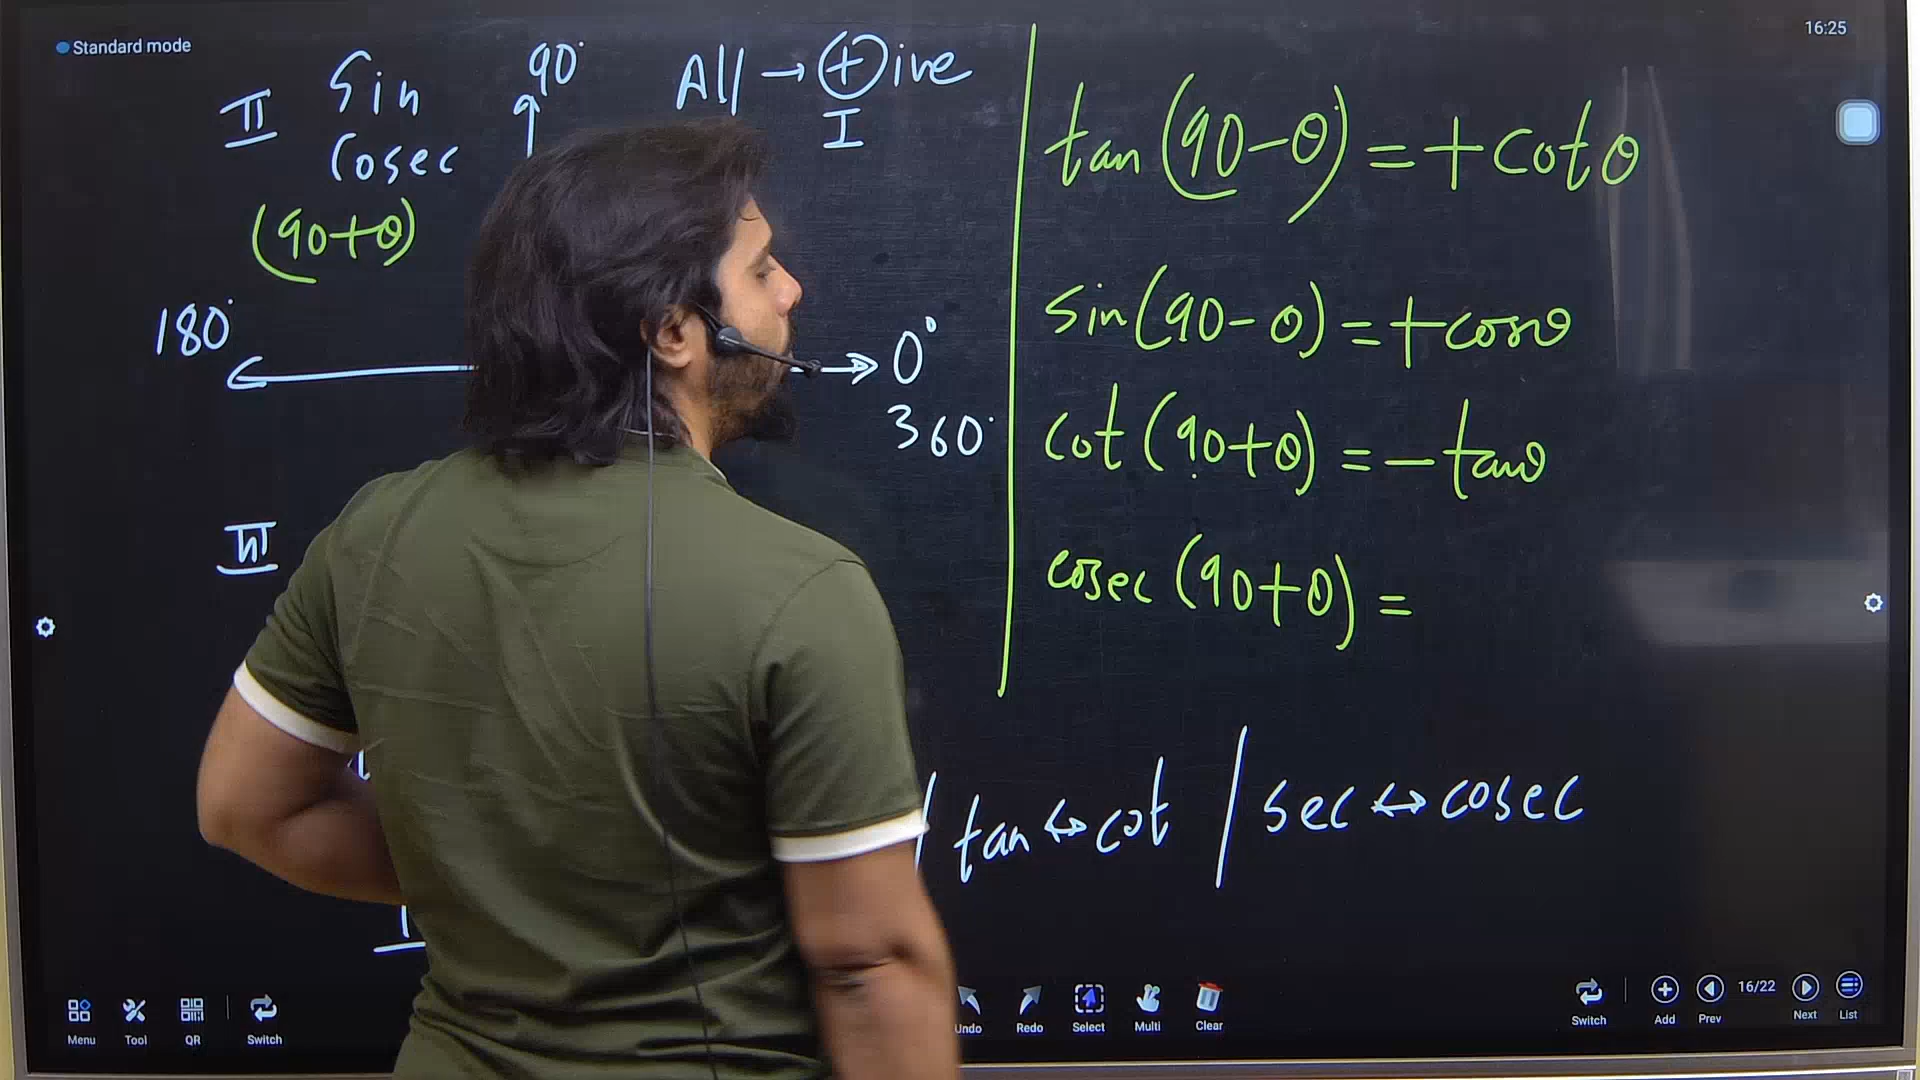 Standard mode
16:25
II Sin 90° All → (+)ive
Cosec I
(90+θ)
180°
0°
360°
III
tan (90-θ) = + cot θ
sin (90-θ) = + cosθ
cot (90+θ) = - tanθ
cosec (90+θ) =
/ tan ↔ cot / sec ↔ cosec
Menu Tool QR Switch Undo Redo Select Multi Clear Switch Add Prev 16/22 Next List